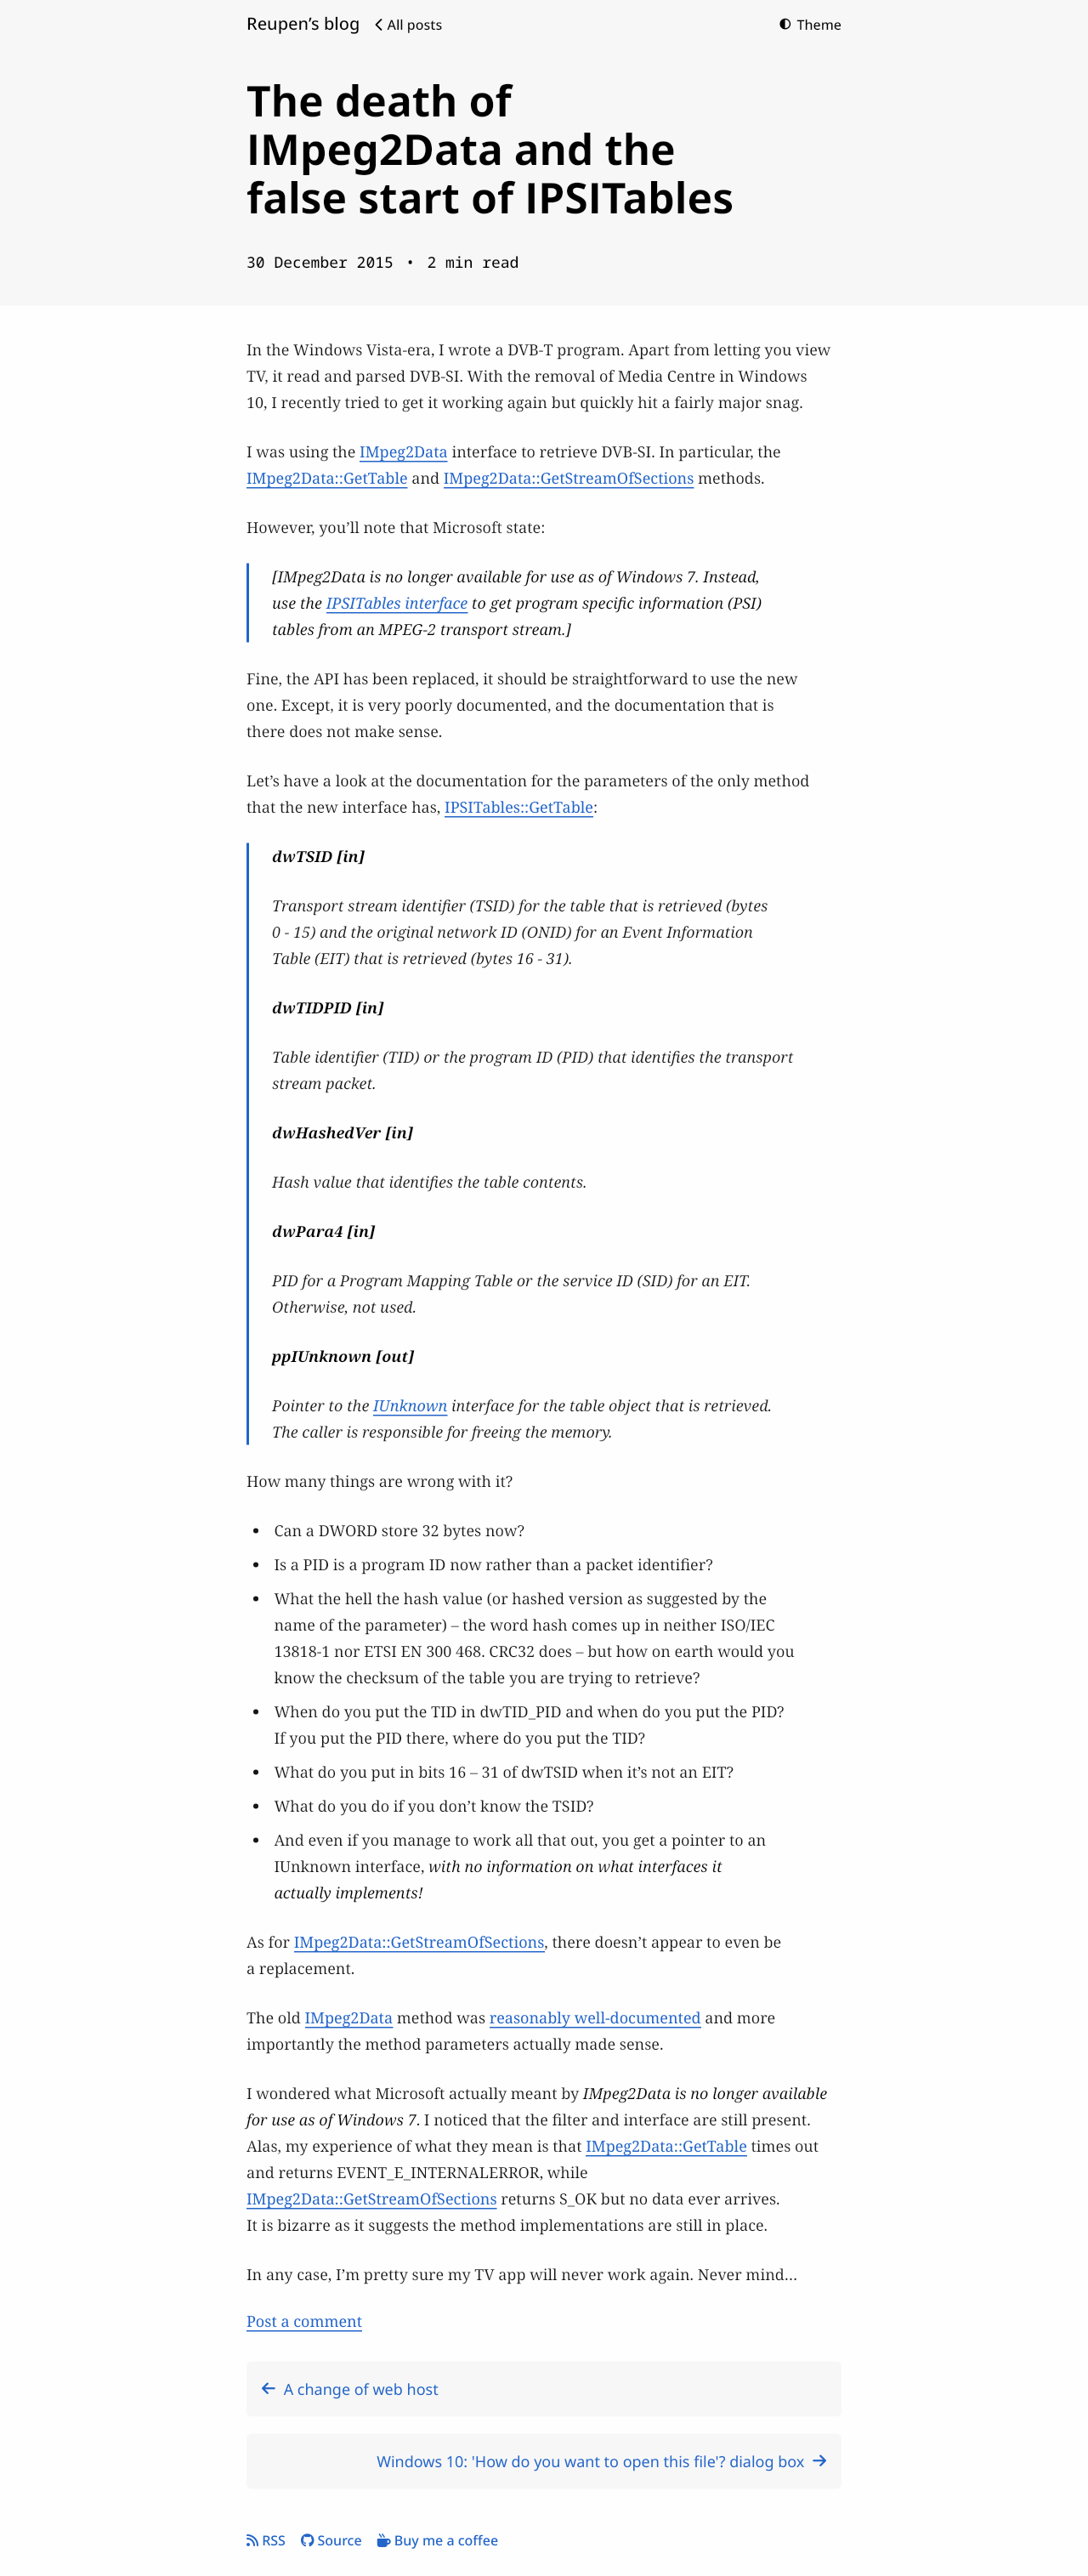 Reupen’s blog All posts Theme
The death of
IMpeg2Data and the
false start of IPSITables
30 December 2015 • 2 min read
In the Windows Vista-era, I wrote a DVB-T program. Apart from letting you view
TV, it read and parsed DVB-SI. With the removal of Media Centre in Windows
10, I recently tried to get it working again but quickly hit a fairly major snag.
I was using the IMpeg2Data interface to retrieve DVB-SI. In particular, the
IMpeg2Data::GetTable and IMpeg2Data::GetStreamOfSections methods.
However, you’ll note that Microsoft state:
[IMpeg2Data is no longer available for use as of Windows 7. Instead,
use the IPSITables interface to get program specific information (PSI)
tables from an MPEG-2 transport stream.]
Fine, the API has been replaced, it should be straightforward to use the new
one. Except, it is very poorly documented, and the documentation that is
there does not make sense.
Let’s have a look at the documentation for the parameters of the only method
that the new interface has, IPSITables::GetTable:
dwTSID [in]
Transport stream identifier (TSID) for the table that is retrieved (bytes
0 - 15) and the original network ID (ONID) for an Event Information
Table (EIT) that is retrieved (bytes 16 - 31).
dwTIDPID [in]
Table identifier (TID) or the program ID (PID) that identifies the transport
stream packet.
dwHashedVer [in]
Hash value that identifies the table contents.
dwPara4 [in]
PID for a Program Mapping Table or the service ID (SID) for an EIT.
Otherwise, not used.
ppIUnknown [out]
Pointer to the IUnknown interface for the table object that is retrieved.
The caller is responsible for freeing the memory.
How many things are wrong with it?
• Can a DWORD store 32 bytes now?
• Is a PID is a program ID now rather than a packet identifier?
• What the hell the hash value (or hashed version as suggested by the
name of the parameter) – the word hash comes up in neither ISO/IEC
13818-1 nor ETSI EN 300 468. CRC32 does – but how on earth would you
know the checksum of the table you are trying to retrieve?
• When do you put the TID in dwTID_PID and when do you put the PID?
If you put the PID there, where do you put the TID?
• What do you put in bits 16 – 31 of dwTSID when it’s not an EIT?
• What do you do if you don’t know the TSID?
• And even if you manage to work all that out, you get a pointer to an
IUnknown interface, with no information on what interfaces it
actually implements!
As for IMpeg2Data::GetStreamOfSections, there doesn’t appear to even be
a replacement.
The old IMpeg2Data method was reasonably well-documented and more
importantly the method parameters actually made sense.
I wondered what Microsoft actually meant by IMpeg2Data is no longer available
for use as of Windows 7. I noticed that the filter and interface are still present.
Alas, my experience of what they mean is that IMpeg2Data::GetTable times out
and returns EVENT_E_INTERNALERROR, while
IMpeg2Data::GetStreamOfSections returns S_OK but no data ever arrives.
It is bizarre as it suggests the method implementations are still in place.
In any case, I’m pretty sure my TV app will never work again. Never mind…
Post a comment
← A change of web host
Windows 10: 'How do you want to open this file'? dialog box →
RSS Source Buy me a coffee